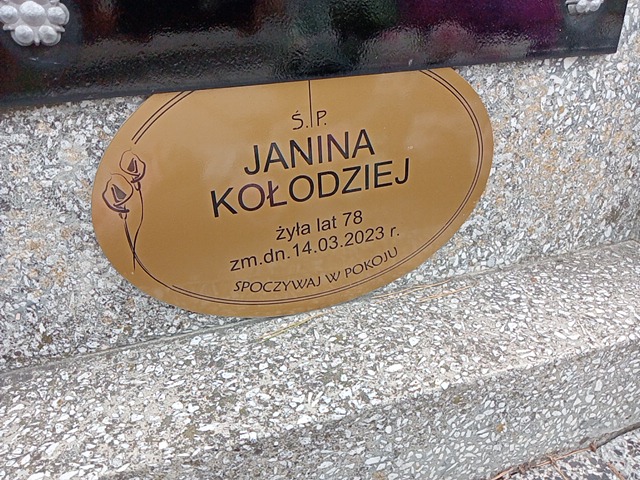 Ś. P.
JANINA
KOŁODZIEJ
żyła lat 78
zm.dn.14.03.2023 r.
SPOCZYWAJ W POKOJU